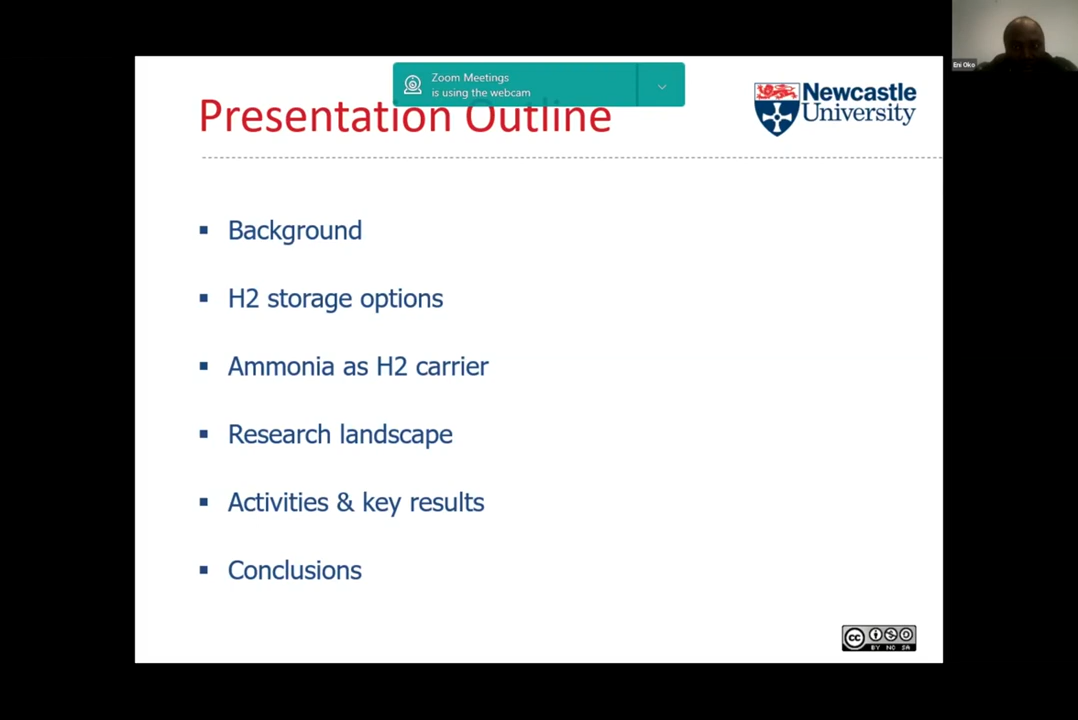 Zoom Meetings
is using the webcam
Eni Oko
Presentation Outline
Newcastle
University
▪ Background
▪ H2 storage options
▪ Ammonia as H2 carrier
▪ Research landscape
▪ Activities & key results
▪ Conclusions
cc
BY NC SA